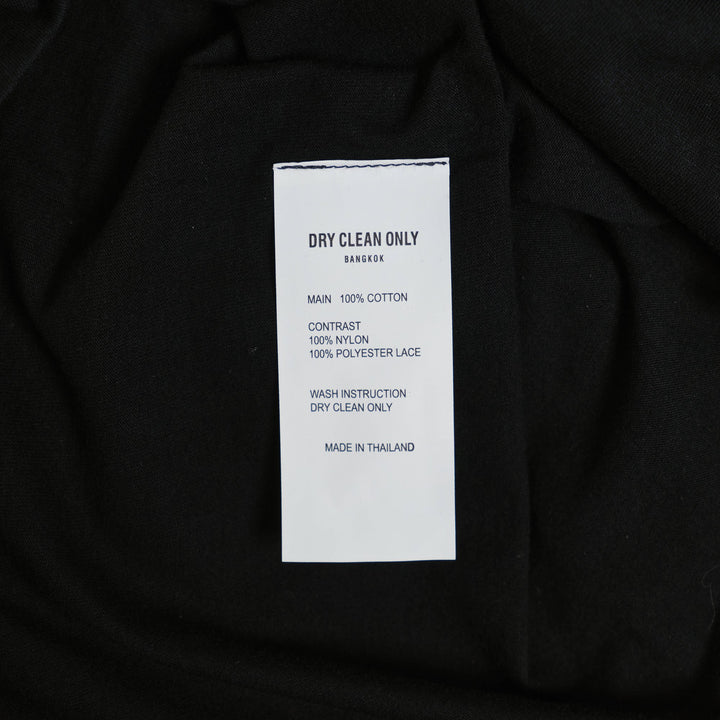 DRY CLEAN ONLY
BANGKOK
MAIN 100% COTTON
CONTRAST
100% NYLON
100% POLYESTER LACE
WASH INSTRUCTION
DRY CLEAN ONLY
MADE IN THAILAND